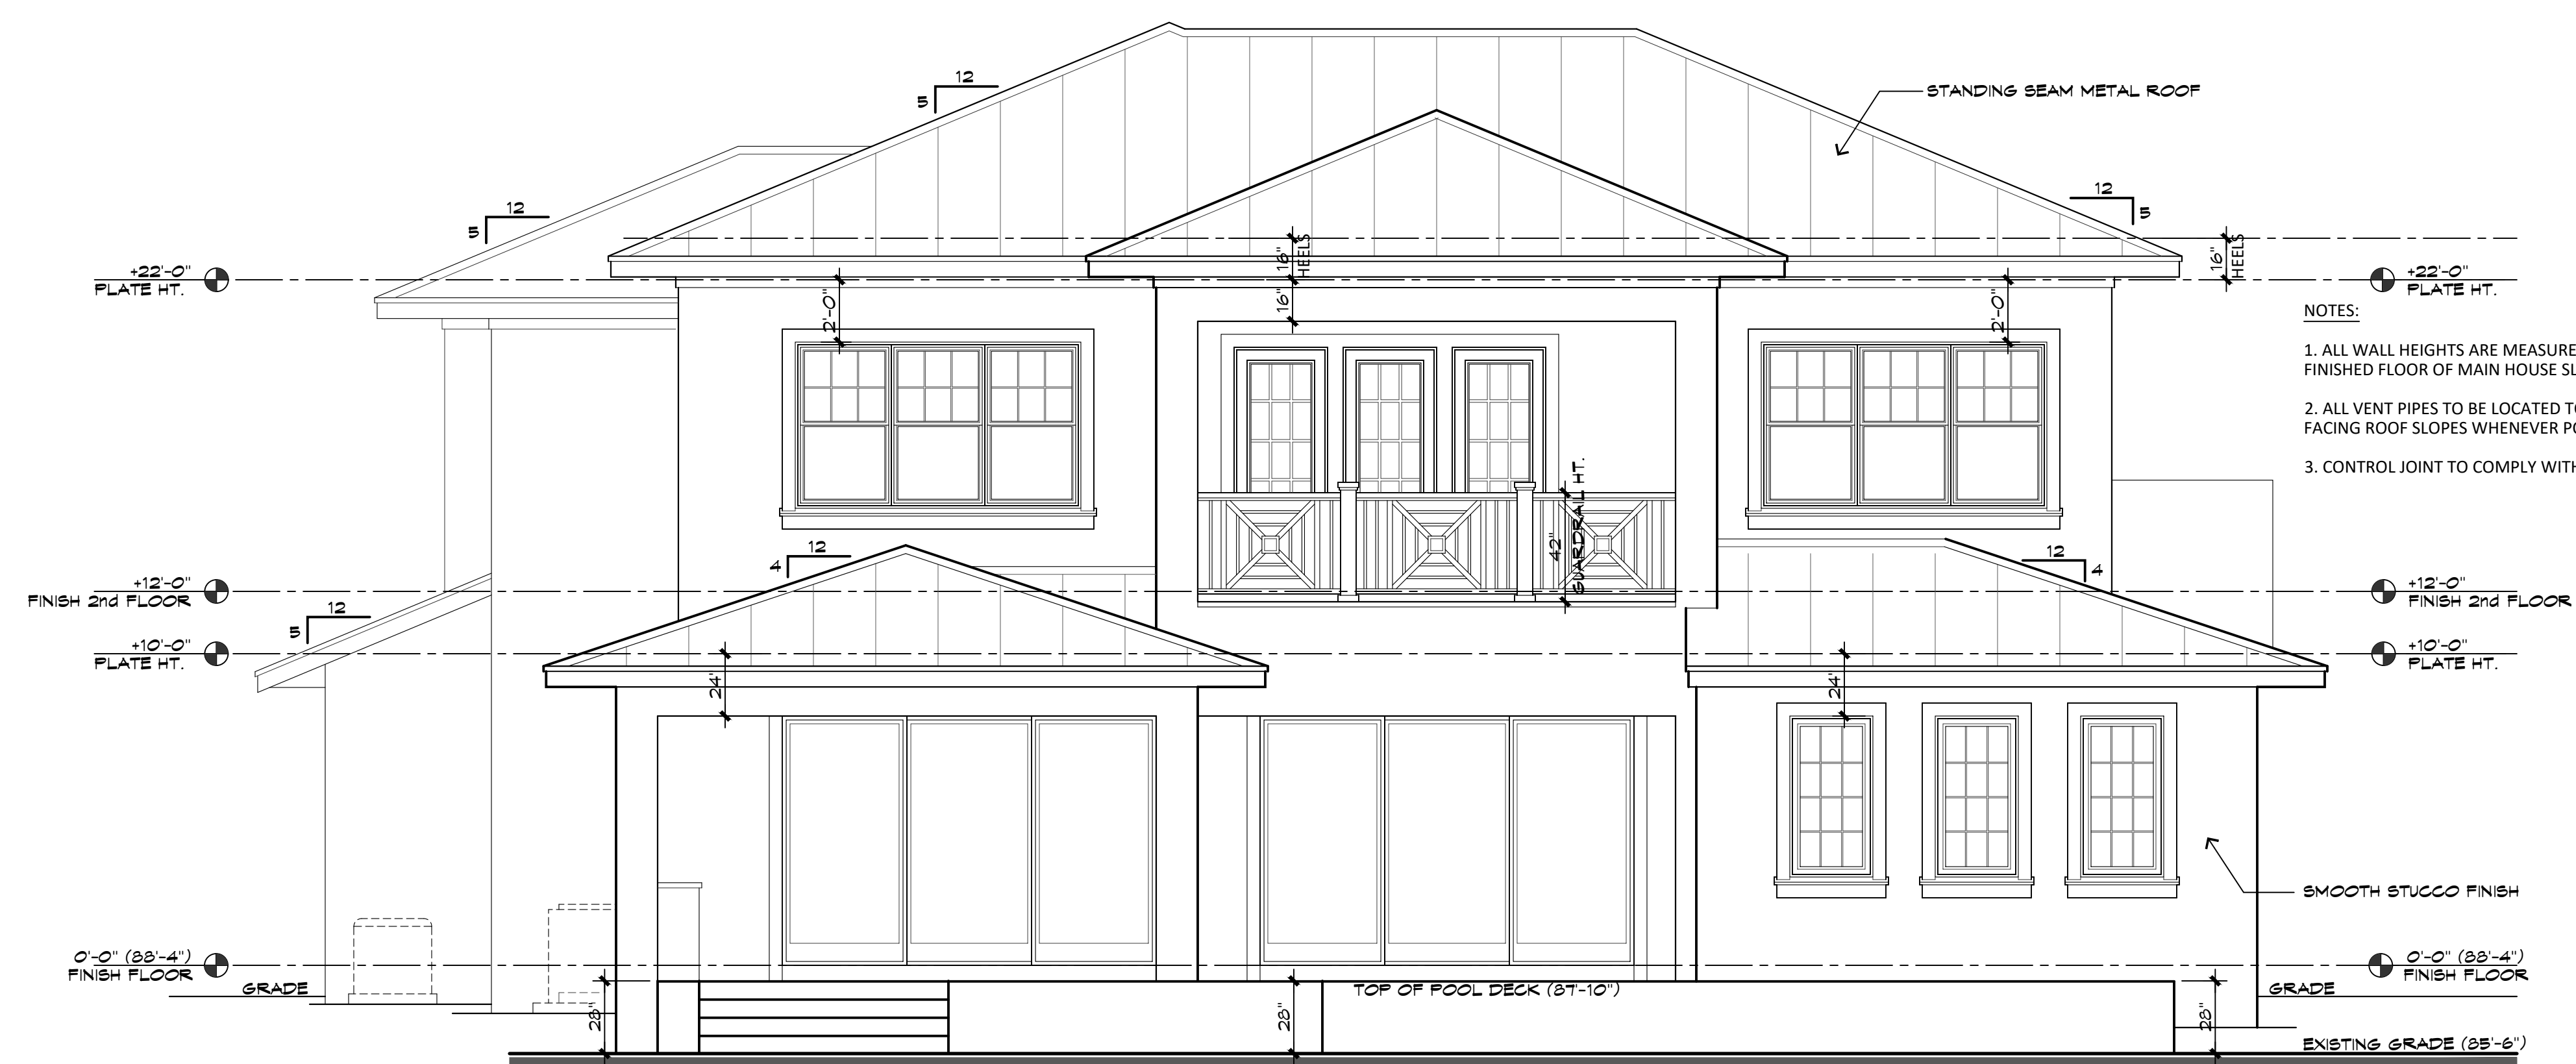 12
5
STANDING SEAM METAL ROOF
12
5
12
5
16"
HEELS
16"
HEELS
+22'-0"
PLATE HT.
+22'-0"
PLATE HT.
2'-0"
16"
2'-0"
NOTES:
1. ALL WALL HEIGHTS ARE MEASURE
FINISHED FLOOR OF MAIN HOUSE SL
2. ALL VENT PIPES TO BE LOCATED TO
FACING ROOF SLOPES WHENEVER PO
3. CONTROL JOINT TO COMPLY WITH
42"
GUARDRAIL HT.
12
4
12
4
+12'-0"
FINISH 2nd FLOOR
+12'-0"
FINISH 2nd FLOOR
12
5
+10'-0"
PLATE HT.
+10'-0"
PLATE HT.
24"
24"
SMOOTH STUCCO FINISH
0'-0" (88'-4")
FINISH FLOOR
0'-0" (88'-4")
FINISH FLOOR
GRADE
TOP OF POOL DECK (87'-10")
GRADE
28"
28"
28"
EXISTING GRADE (85'-6")